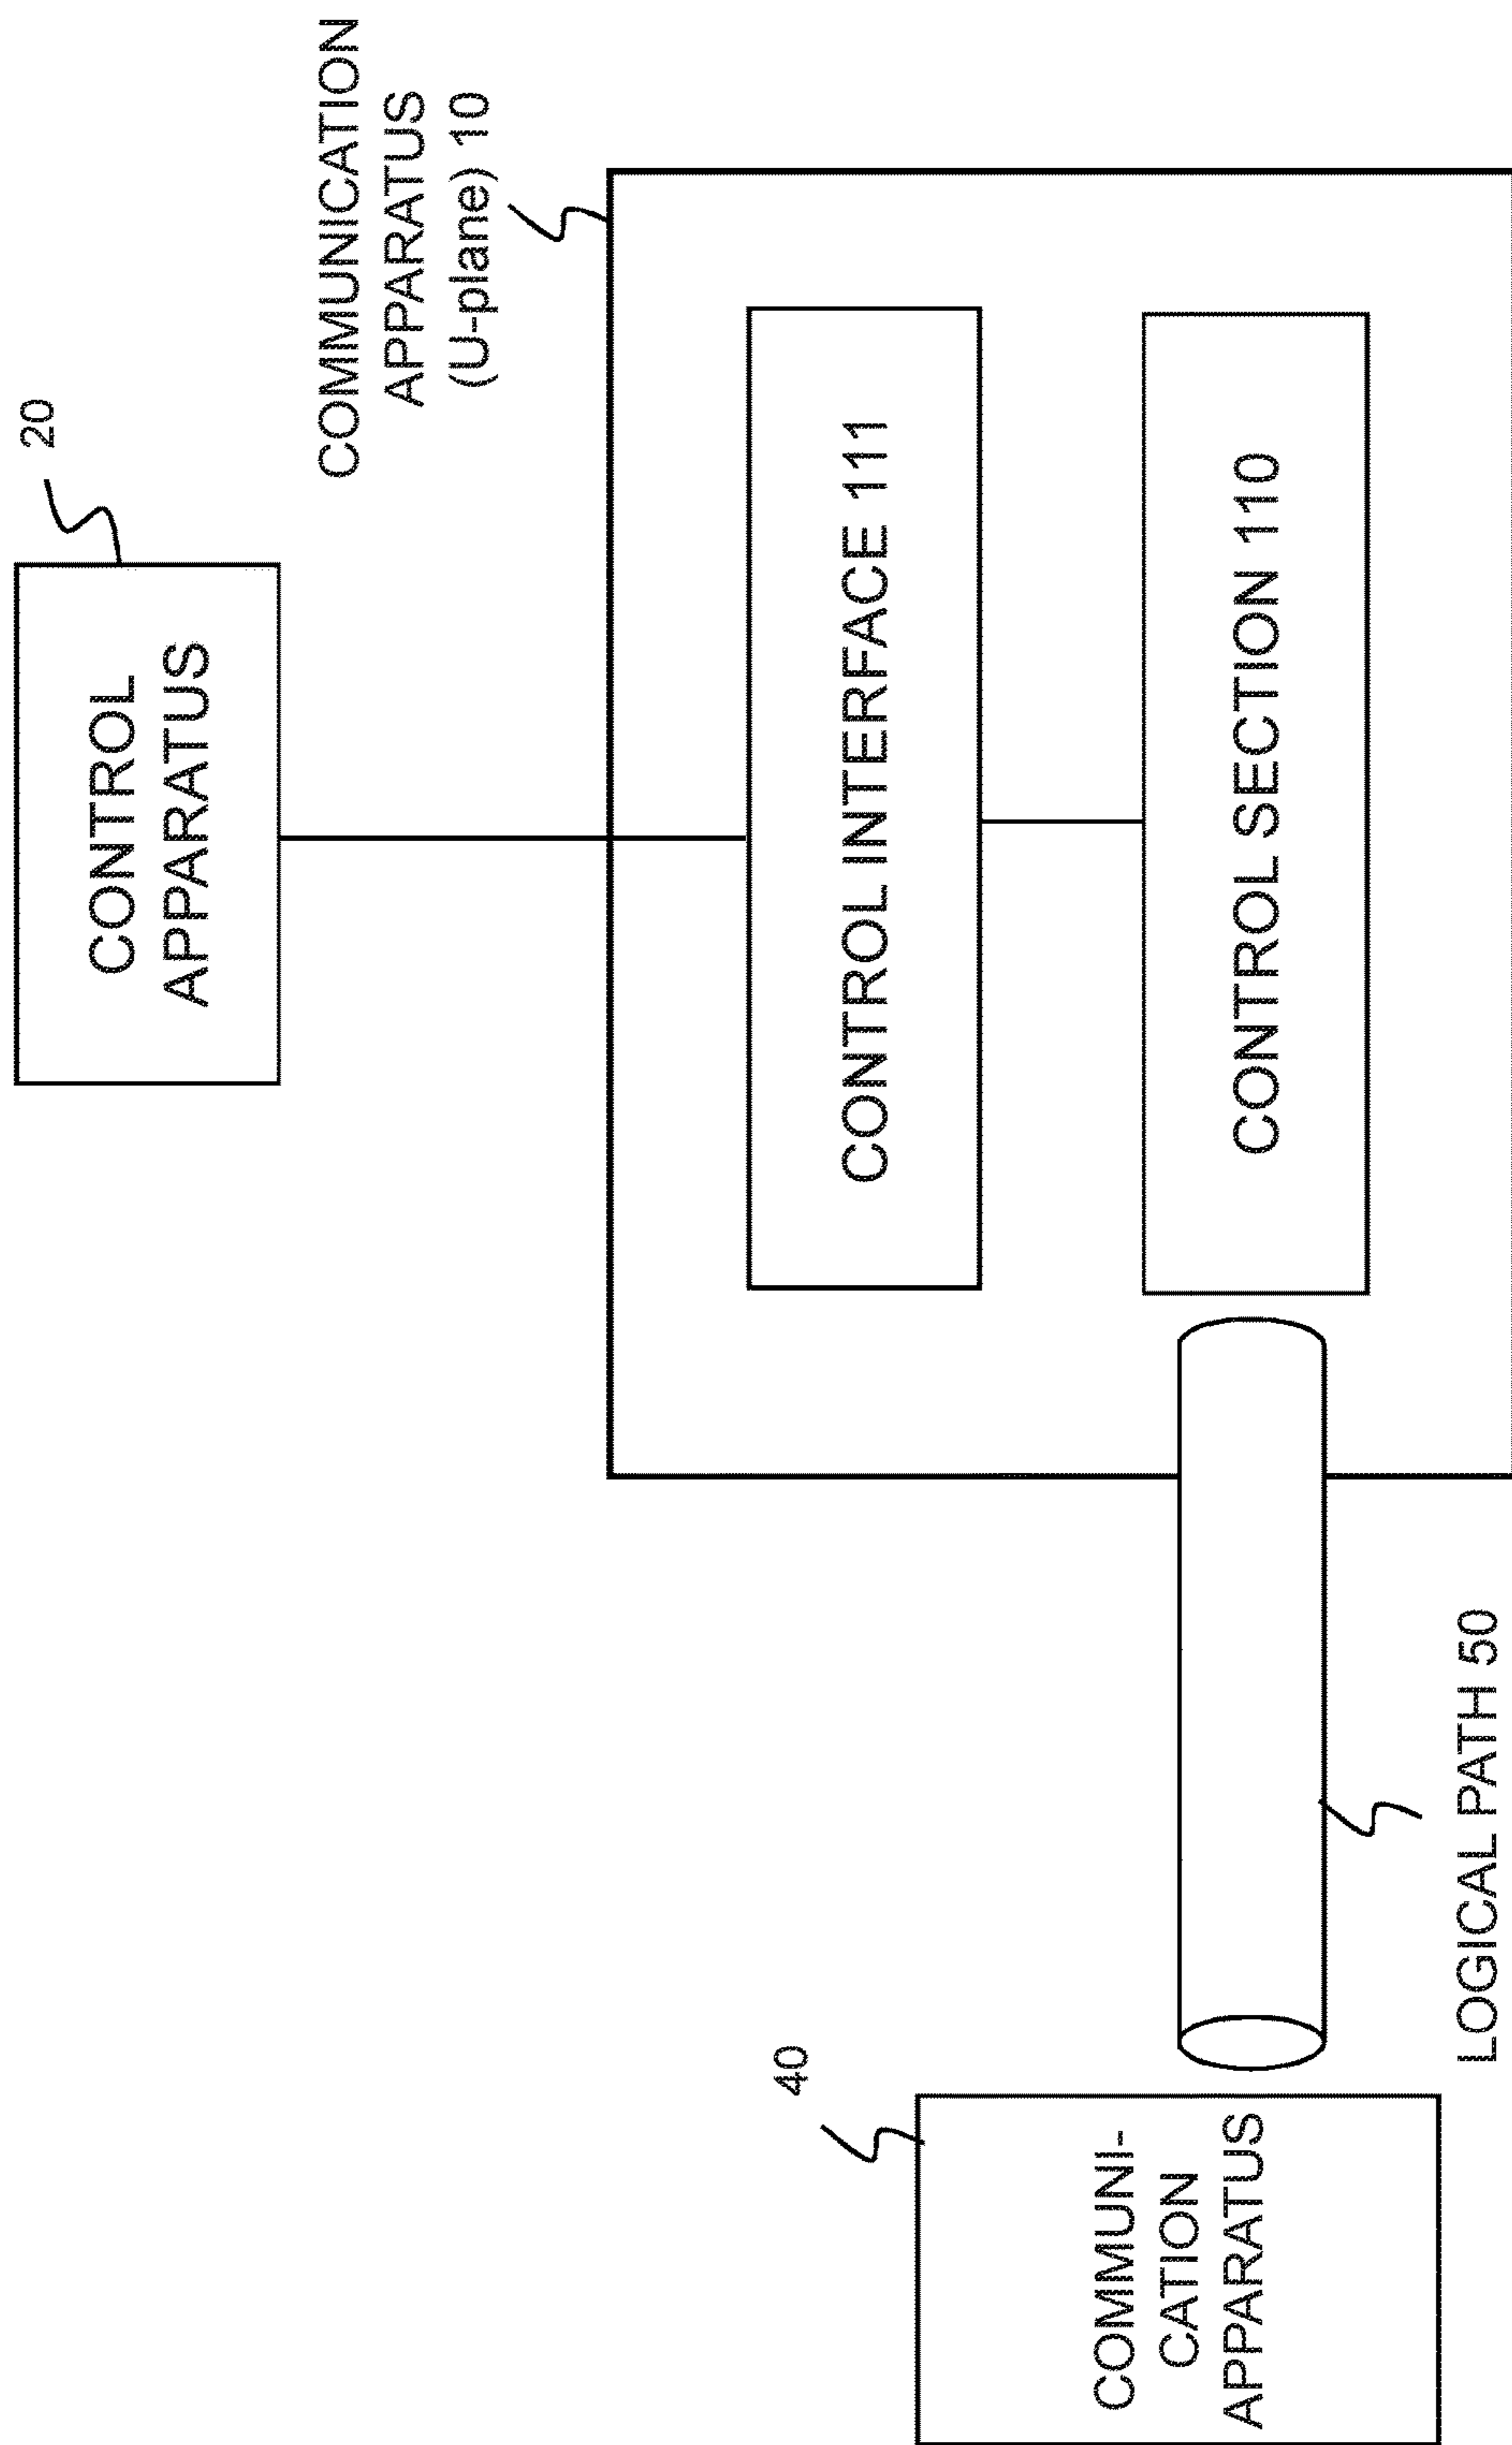 20
CONTROL
APPARATUS
COMMUNICATION
APPARATUS
(U-plane) 10
CONTROL INTERFACE 111
CONTROL SECTION 110
40
COMMUNI-
CATION
APPARATUS
LOGICAL PATH 50